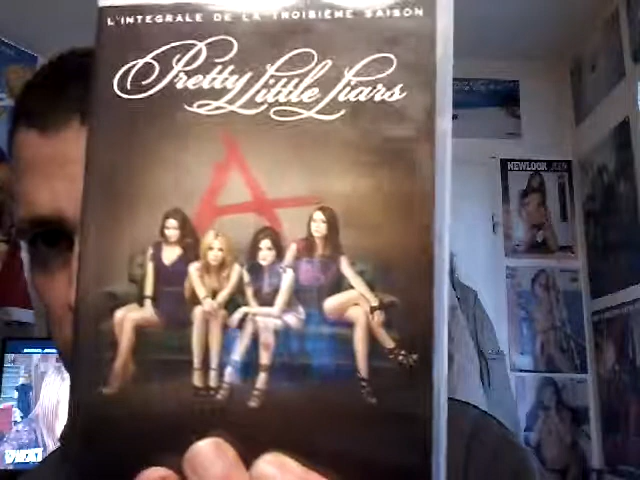 L'INTEGRALE DE LA TROISIÈME SAISON
Pretty Little Liars
A
NEWLOOK